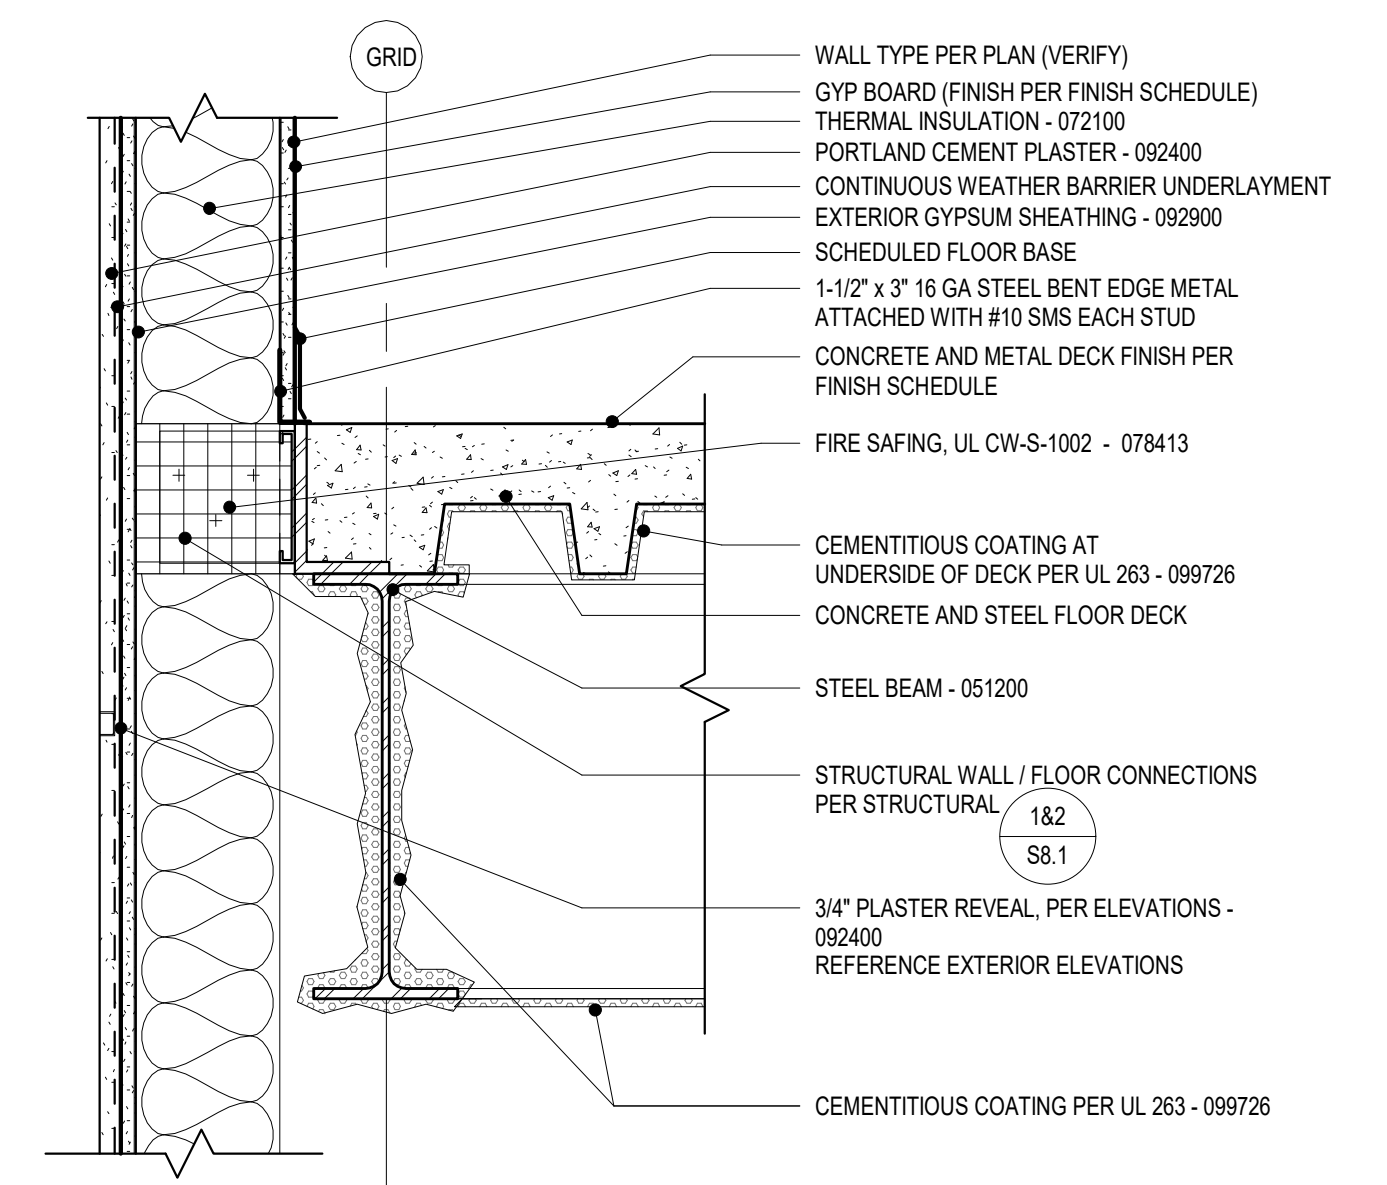 GRID
WALL TYPE PER PLAN (VERIFY)
GYP BOARD (FINISH PER FINISH SCHEDULE)
THERMAL INSULATION - 072100
PORTLAND CEMENT PLASTER - 092400
CONTINUOUS WEATHER BARRIER UNDERLAYMENT
EXTERIOR GYPSUM SHEATHING - 092900
SCHEDULED FLOOR BASE
1-1/2" x 3" 16 GA STEEL BENT EDGE METAL
ATTACHED WITH #10 SMS EACH STUD
CONCRETE AND METAL DECK FINISH PER
FINISH SCHEDULE
FIRE SAFING, UL CW-S-1002 - 078413
CEMENTITIOUS COATING AT
UNDERSIDE OF DECK PER UL 263 - 099726
CONCRETE AND STEEL FLOOR DECK
STEEL BEAM - 051200
STRUCTURAL WALL / FLOOR CONNECTIONS
PER STRUCTURAL
1&2
S8.1
3/4" PLASTER REVEAL, PER ELEVATIONS -
092400
REFERENCE EXTERIOR ELEVATIONS
CEMENTITIOUS COATING PER UL 263 - 099726